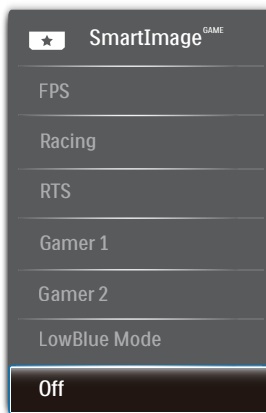 SmartImage GAME
FPS
Racing
RTS
Gamer 1
Gamer 2
LowBlue Mode
Off